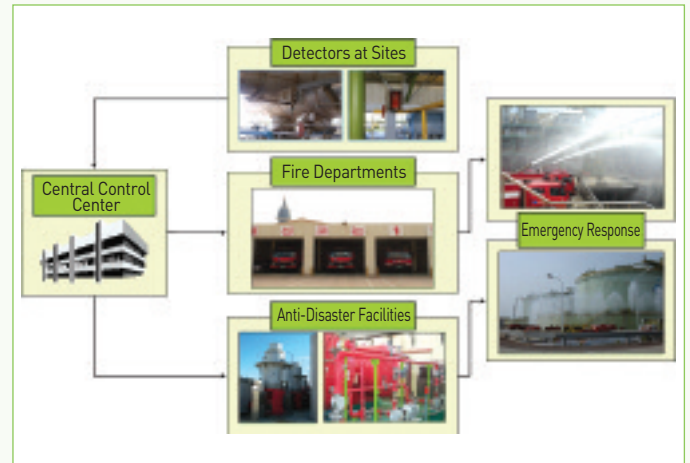 Detectors at Sites
Central Control
Center
Fire Departments
Emergency Response
Anti-Disaster Facilities